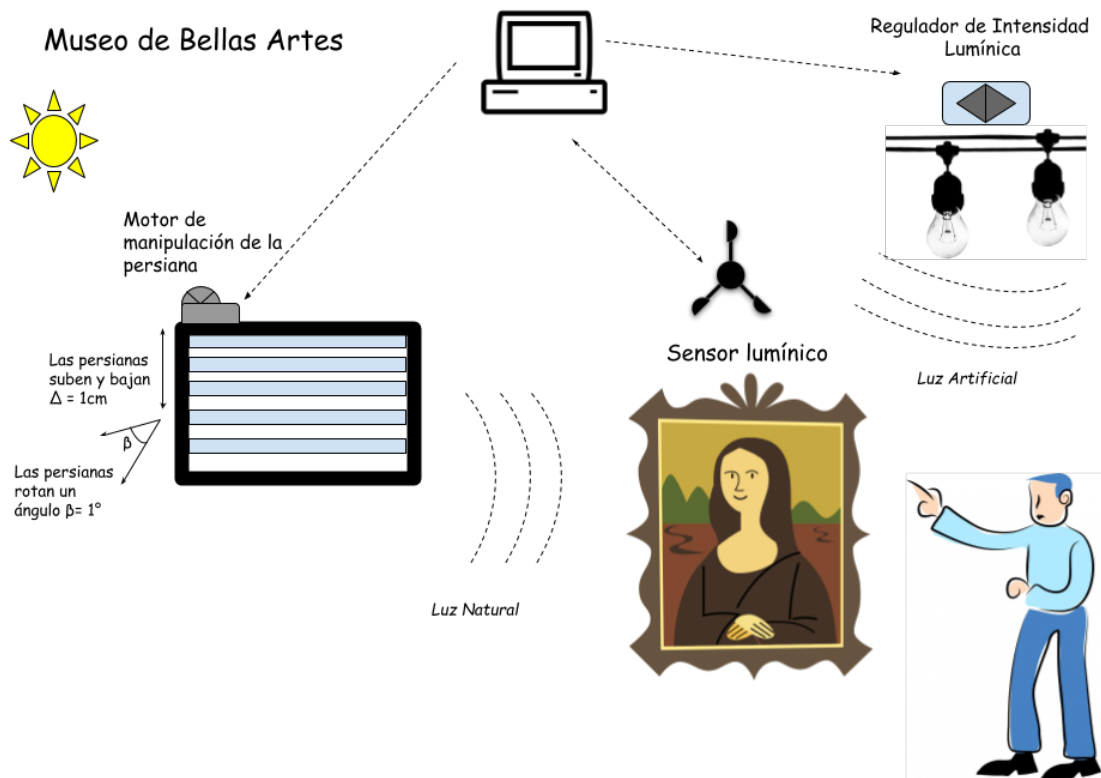 Museo de Bellas Artes
Regulador de Intensidad
Lumínica
Motor de
manipulación de la
persiana
Las persianas
suben y bajan
Δ = 1cm
β
Las persianas
rotan un
ángulo β= 1°
Sensor lumínico
Luz Artificial
Luz Natural